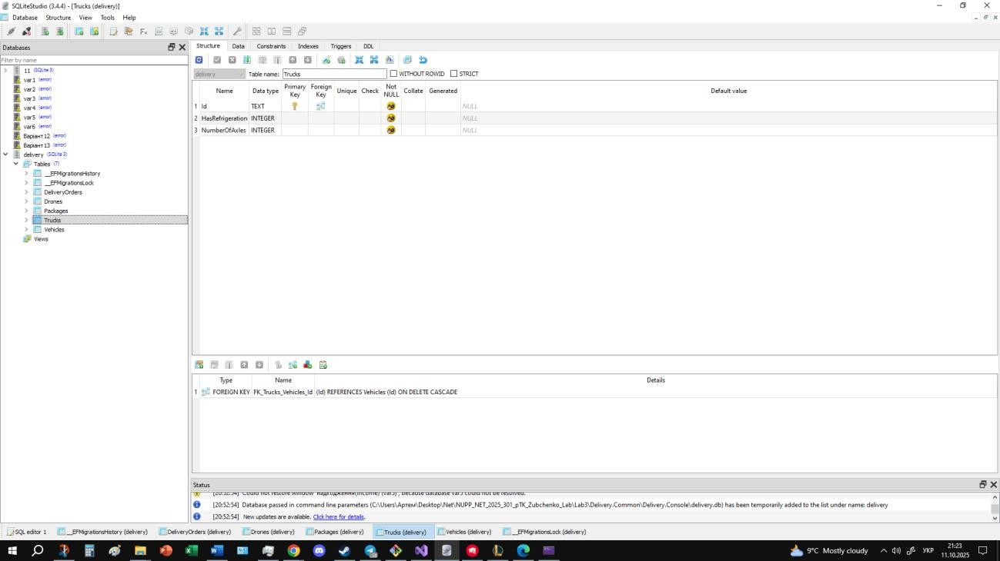 SQLiteStudio (3.4.4) - [Trucks (delivery)]
Database Structure View Tools Help
Databases
Filter by name
11 (SQLite 3)
var1 (error)
var2 (error)
var3 (error)
var4 (error)
var5 (error)
var6 (error)
Варіант12 (error)
Варіант13 (error)
delivery (SQLite 3)
Tables (7)
__EFMigrationsHistory
__EFMigrationsLock
DeliveryOrders
Drones
Packages
Trucks
Vehicles
Views
Structure Data Constraints Indexes Triggers DDL
delivery Table name: Trucks WITHOUT ROWID STRICT
Name Data type Primary Key Foreign Key Unique Check Not NULL Collate Generated Default value
1 Id TEXT NULL
2 HasRefrigeration INTEGER NULL
3 NumberOfAxles INTEGER NULL
Type Name Details
1 FOREIGN KEY FK_Trucks_Vehicles_Id (Id) REFERENCES Vehicles (Id) ON DELETE CASCADE
Status
[20:52:54] Could not restore window 'Надходження(Income) (var3)', because database var3 could not be resolved.
[20:52:54] Database passed in command line parameters (C:\Users\Артем\Desktop\Net\NUPP_NET_2025_301_pTK_Zubchenko_Lab\Lab3\Delivery.Common\Delivery.Console\delivery.db) has been temporarily added to the list under name: delivery
[20:52:54] New updates are available. Click here for details.
SQL editor 1 __EFMigrationsHistory (delivery) DeliveryOrders (delivery) Drones (delivery) Packages (delivery) Trucks (delivery) Vehicles (delivery) __EFMigrationsLock (delivery)
9°C Mostly cloudy УКР 21:23
11.10.2025